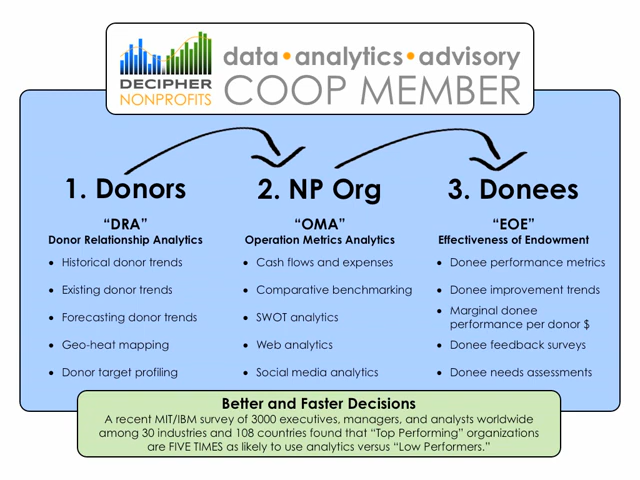 DECIPHER
NONPROFITS
data•analytics•advisory
COOP MEMBER
1. Donors
“DRA”
Donor Relationship Analytics
• Historical donor trends
• Existing donor trends
• Forecasting donor trends
• Geo-heat mapping
• Donor target profiling
2. NP Org
“OMA”
Operation Metrics Analytics
• Cash flows and expenses
• Comparative benchmarking
• SWOT analytics
• Web analytics
• Social media analytics
3. Donees
“EOE”
Effectiveness of Endowment
• Donee performance metrics
• Donee improvement trends
• Marginal donee
performance per donor $
• Donee feedback surveys
• Donee needs assessments
Better and Faster Decisions
A recent MIT/IBM survey of 3000 executives, managers, and analysts worldwide
among 30 industries and 108 countries found that “Top Performing” organizations
are FIVE TIMES as likely to use analytics versus “Low Performers.”